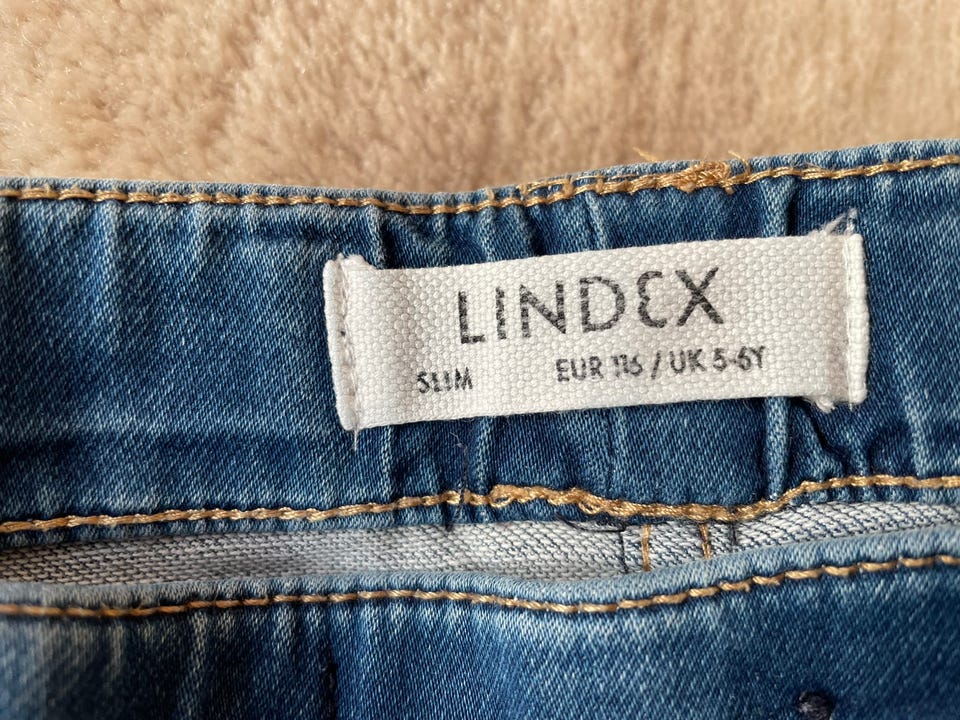 LINDEX
SLIM EUR 116 / UK 5-6Y